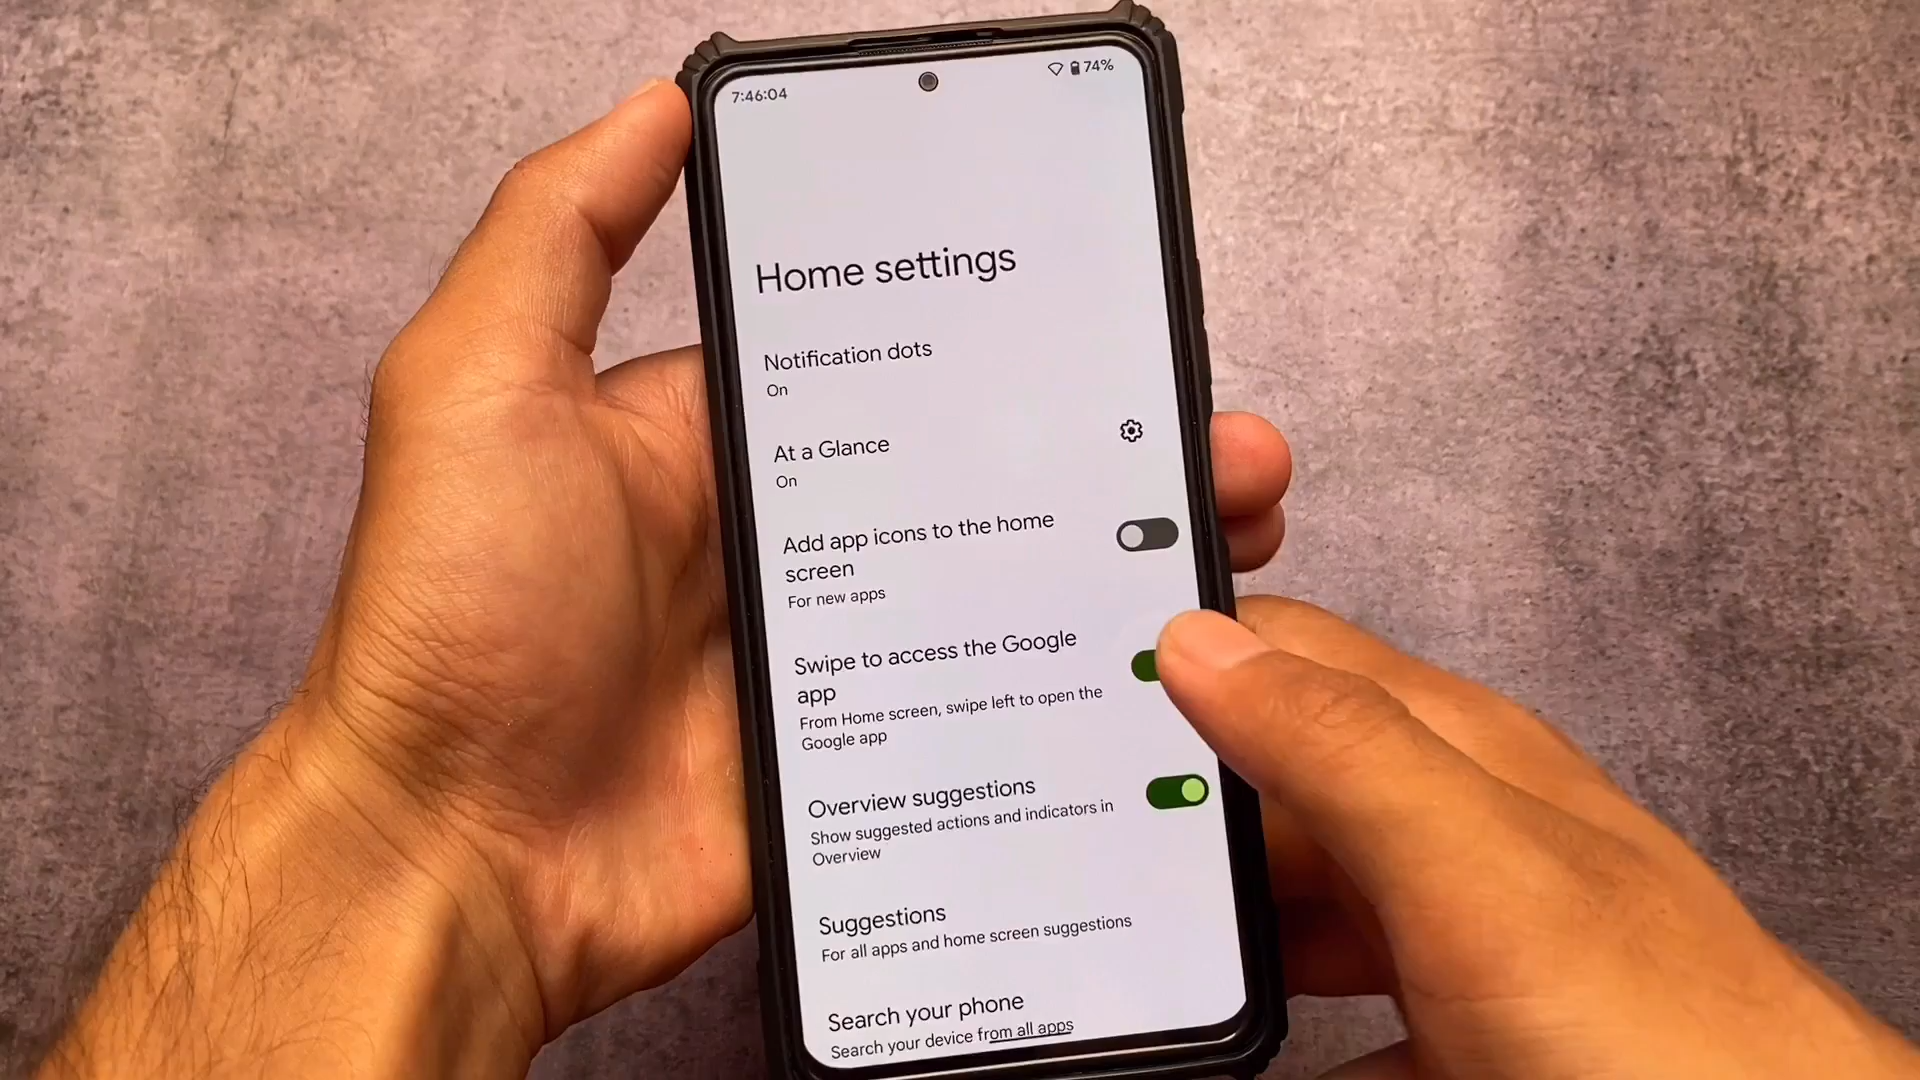 7:46:04
74%
Home settings
Notification dots
On
At a Glance
On
Add app icons to the home
screen
For new apps
Swipe to access the Google
app
From Home screen, swipe left to open the
Google app
Overview suggestions
Show suggested actions and indicators in
Overview
Suggestions
For all apps and home screen suggestions
Search your phone
Search your device from all apps